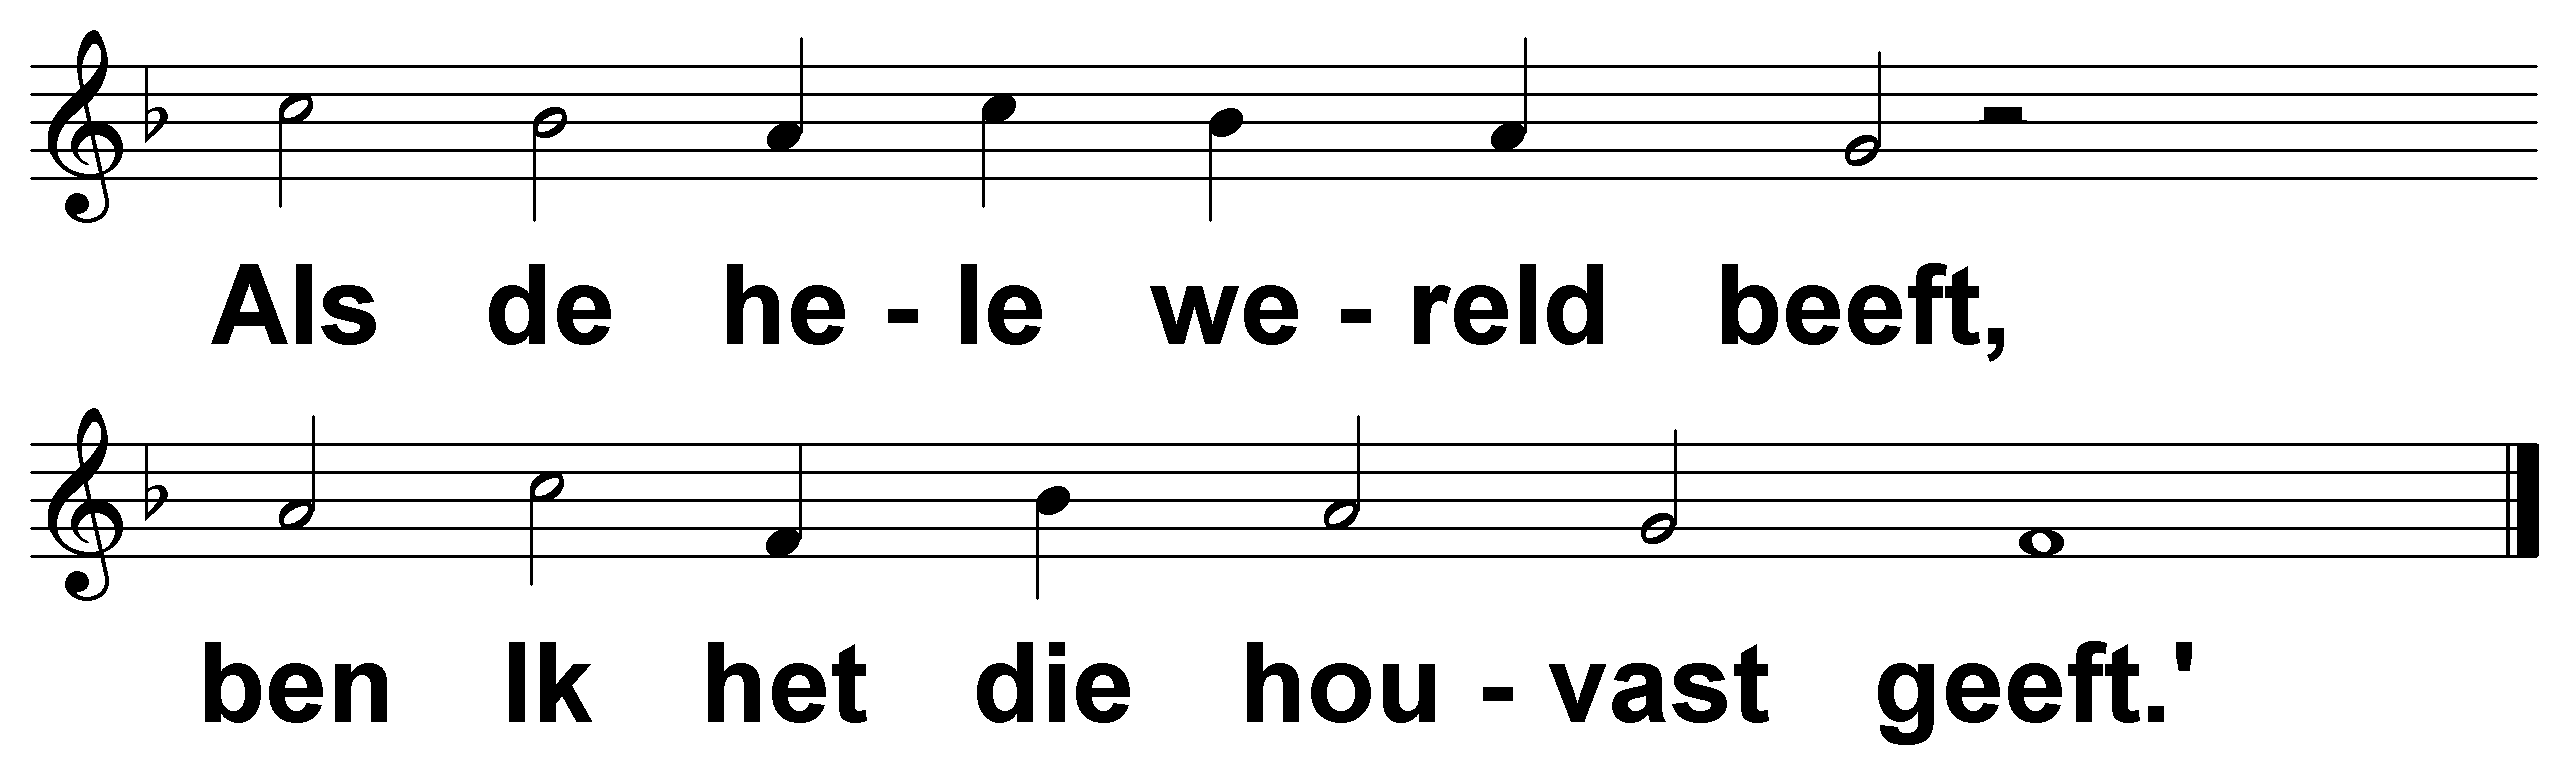 Als de he - le we - reld beeft,
ben Ik het die hou - vast geeft.'